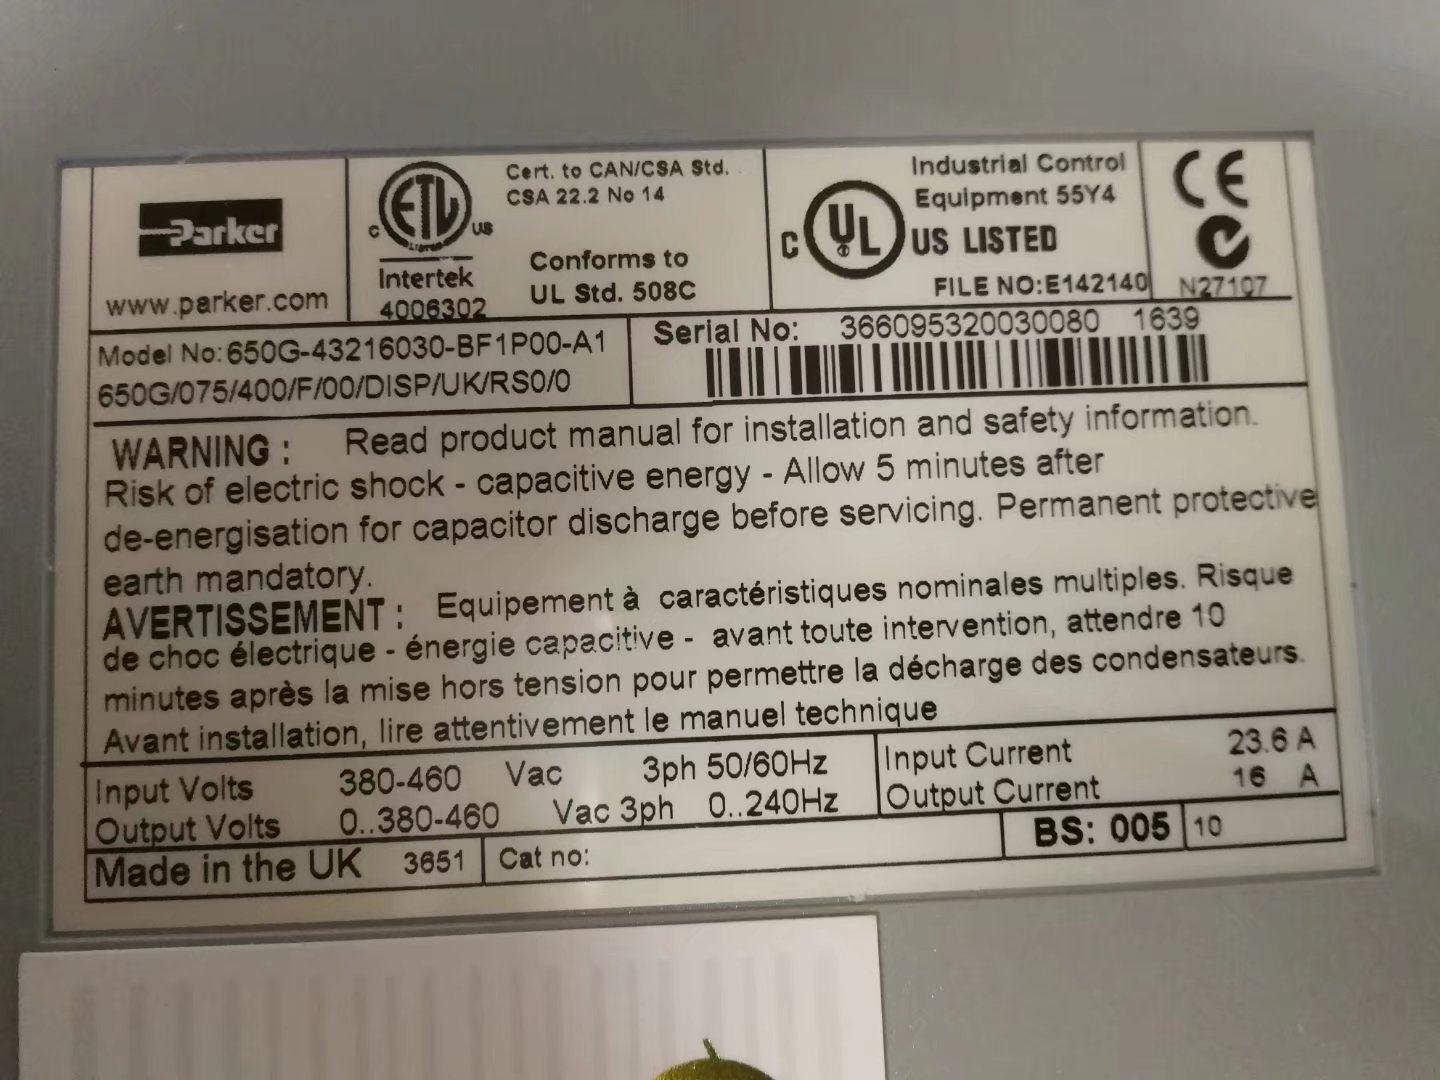 Parker
www.parker.com
C ETL US
LISTED
Intertek
4006302
Cert. to CAN/CSA Std.
CSA 22.2 No 14
Conforms to
UL Std. 508C
C UL US LISTED
Industrial Control
Equipment 55Y4
FILE NO:E142140
CE
N27107
Model No:650G-43216030-BF1P00-A1
650G/075/400/F/00/DISP/UK/RS0/0
Serial No: 366095320030080 1639
WARNING : Read product manual for installation and safety information.
Risk of electric shock - capacitive energy - Allow 5 minutes after
de-energisation for capacitor discharge before servicing. Permanent protective
earth mandatory.
AVERTISSEMENT : Equipement à caractéristiques nominales multiples. Risque
de choc électrique - énergie capacitive - avant toute intervention, attendre 10
minutes après la mise hors tension pour permettre la décharge des condensateurs.
Avant installation, lire attentivement le manuel technique
Input Volts 380-460 Vac 3ph 50/60Hz
Output Volts 0..380-460 Vac 3ph 0..240Hz
Input Current 23.6 A
Output Current 16 A
Made in the UK 3651
Cat no:
BS: 005
10